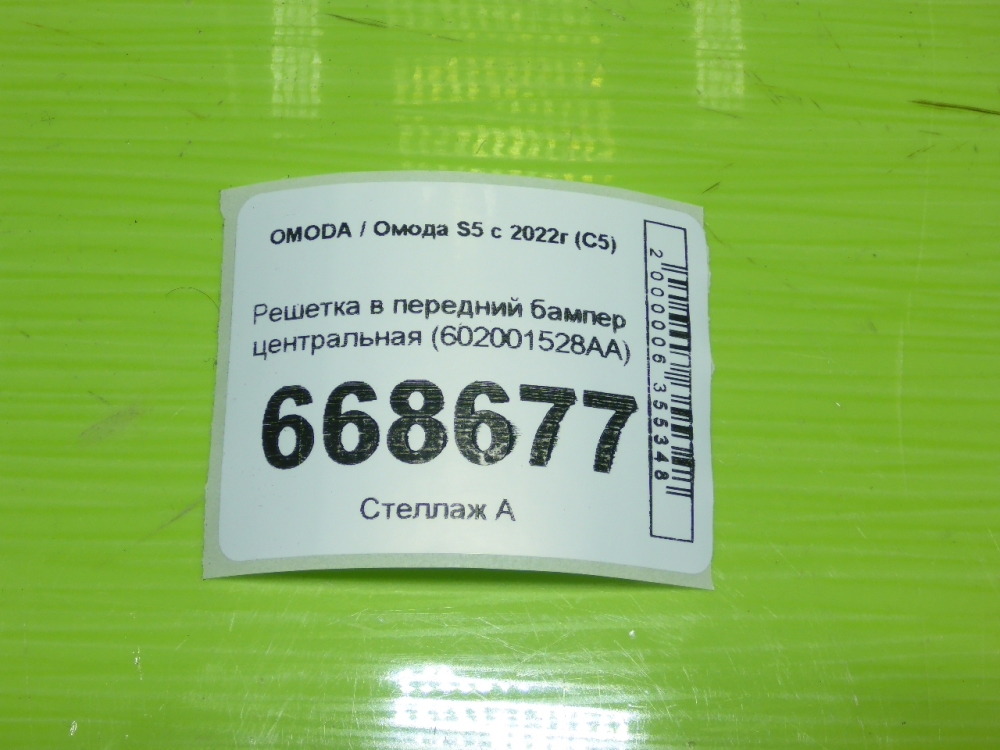 OMODA / Омода S5 с 2022г (C5)
Решетка в передний бампер
центральная (602001528AA)
668677
Стеллаж А
2000006355348